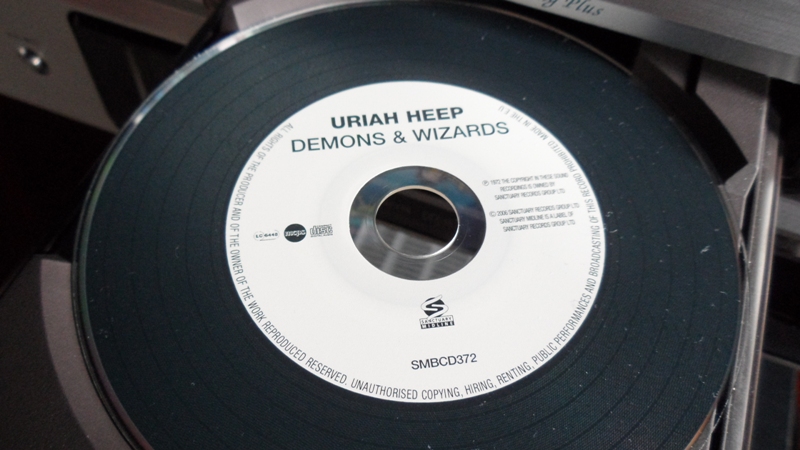 g Plus
URIAH HEEP
DEMONS & WIZARDS
℗ 1972 THE COPYRIGHT IN THESE SOUND
RECORDINGS IS OWNED BY
SANCTUARY RECORDS GROUP LTD
© 2006 SANCTUARY RECORDS GROUP LTD
SANCTUARY MIDLINE IS A LABEL OF
SANCTUARY RECORDS GROUP LTD
SANCTUARY
MIDLINE
SMBCD372
ALL RIGHTS OF THE PRODUCER AND OF THE OWNER OF THE WORK REPRODUCED RESERVED. UNAUTHORISED COPYING, HIRING, RENTING, PUBLIC PERFORMANCES AND BROADCASTING OF THIS RECORD PROHIBITED MADE IN THE E.U.